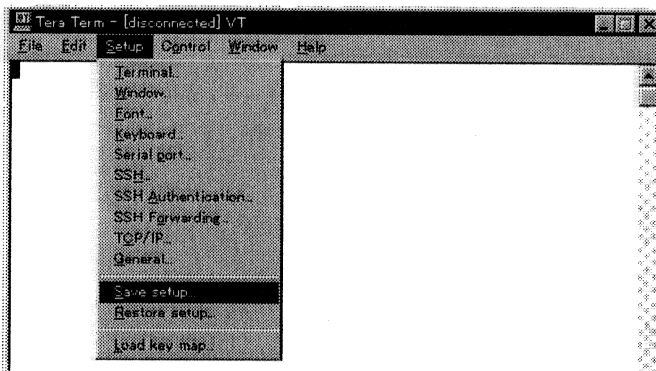 Tera Term - [disconnected] VT
File Edit Setup Control Window Help
Terminal...
Window...
Font...
Keyboard...
Serial port...
SSH...
SSH Authentication...
SSH Forwarding...
TCP/IP...
General...
Save setup...
Restore setup...
Load key map...